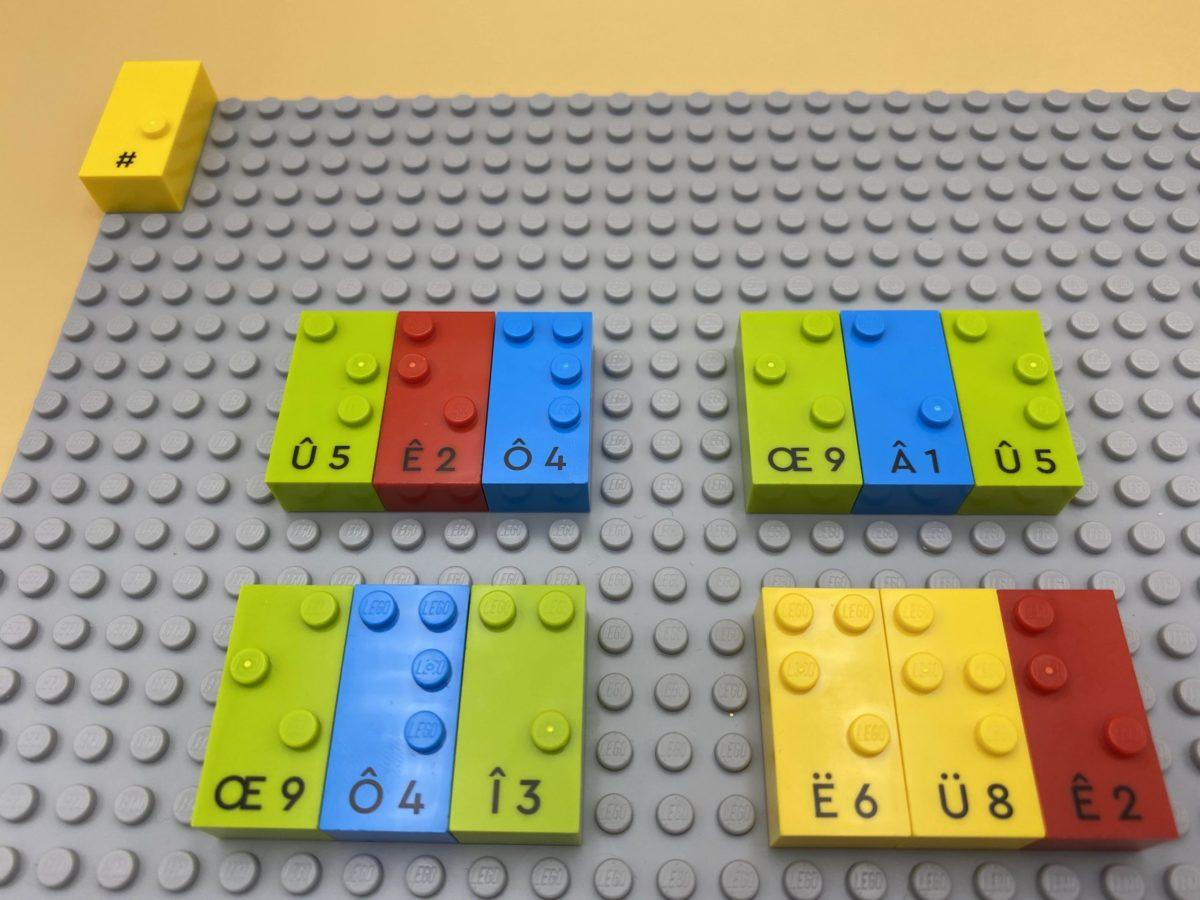 #
Û 5 Ê 2 Ô 4 Œ 9 Â 1 Û 5
Œ 9 Ô 4 Î 3 Ë 6 Ü 8 Ê 2